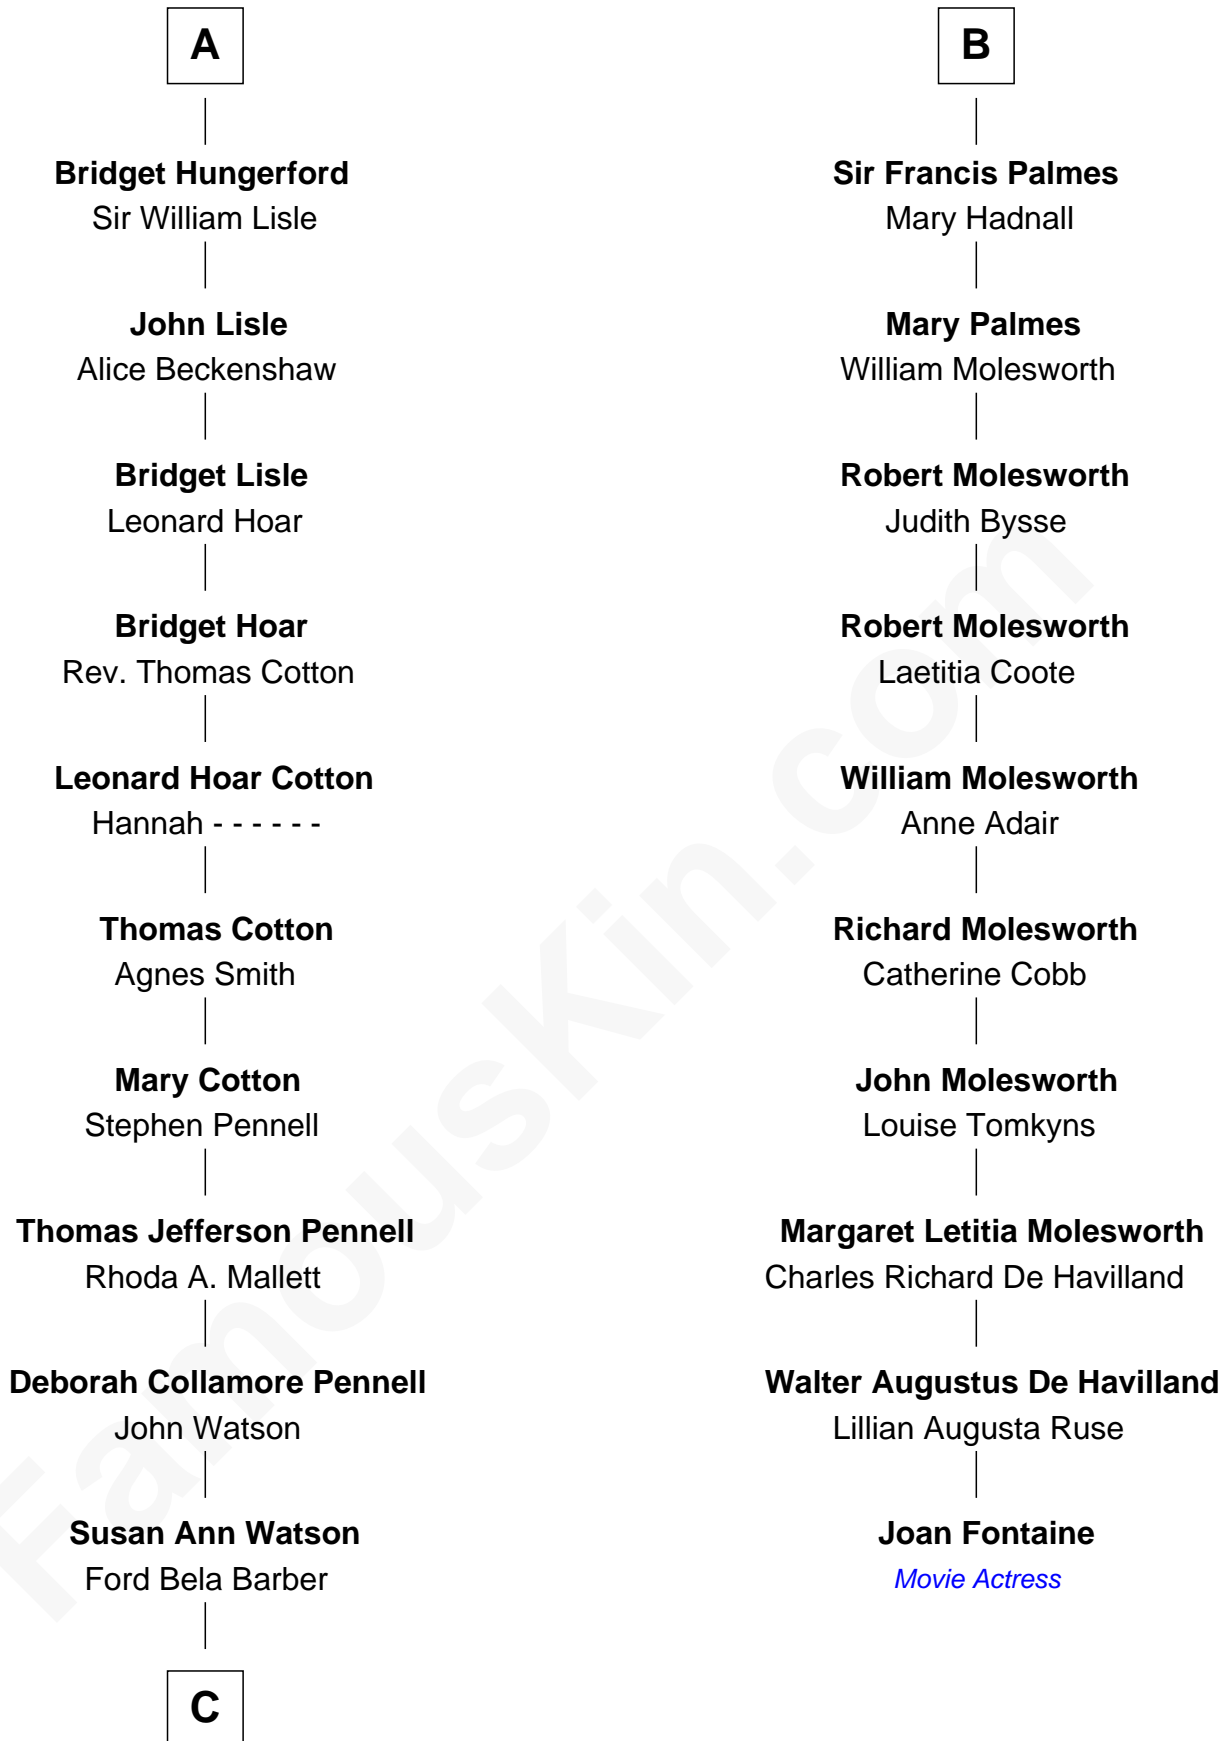 A
Bridget Hungerford
Sir William Lisle
John Lisle
Alice Beckenshaw
Bridget Lisle
Leonard Hoar
Bridget Hoar
Rev. Thomas Cotton
Leonard Hoar Cotton
Hannah - - - - - -
Thomas Cotton
Agnes Smith
Mary Cotton
Stephen Pennell
Thomas Jefferson Pennell
Rhoda A. Mallett
Deborah Collamore Pennell
John Watson
Susan Ann Watson
Ford Bela Barber
C
B
Sir Francis Palmes
Mary Hadnall
Mary Palmes
William Molesworth
Robert Molesworth
Judith Bysse
Robert Molesworth
Laetitia Coote
William Molesworth
Anne Adair
Richard Molesworth
Catherine Cobb
John Molesworth
Louise Tomkyns
Margaret Letitia Molesworth
Charles Richard De Havilland
Walter Augustus De Havilland
Lillian Augusta Ruse
Joan Fontaine
Movie Actress
FamousKin.com